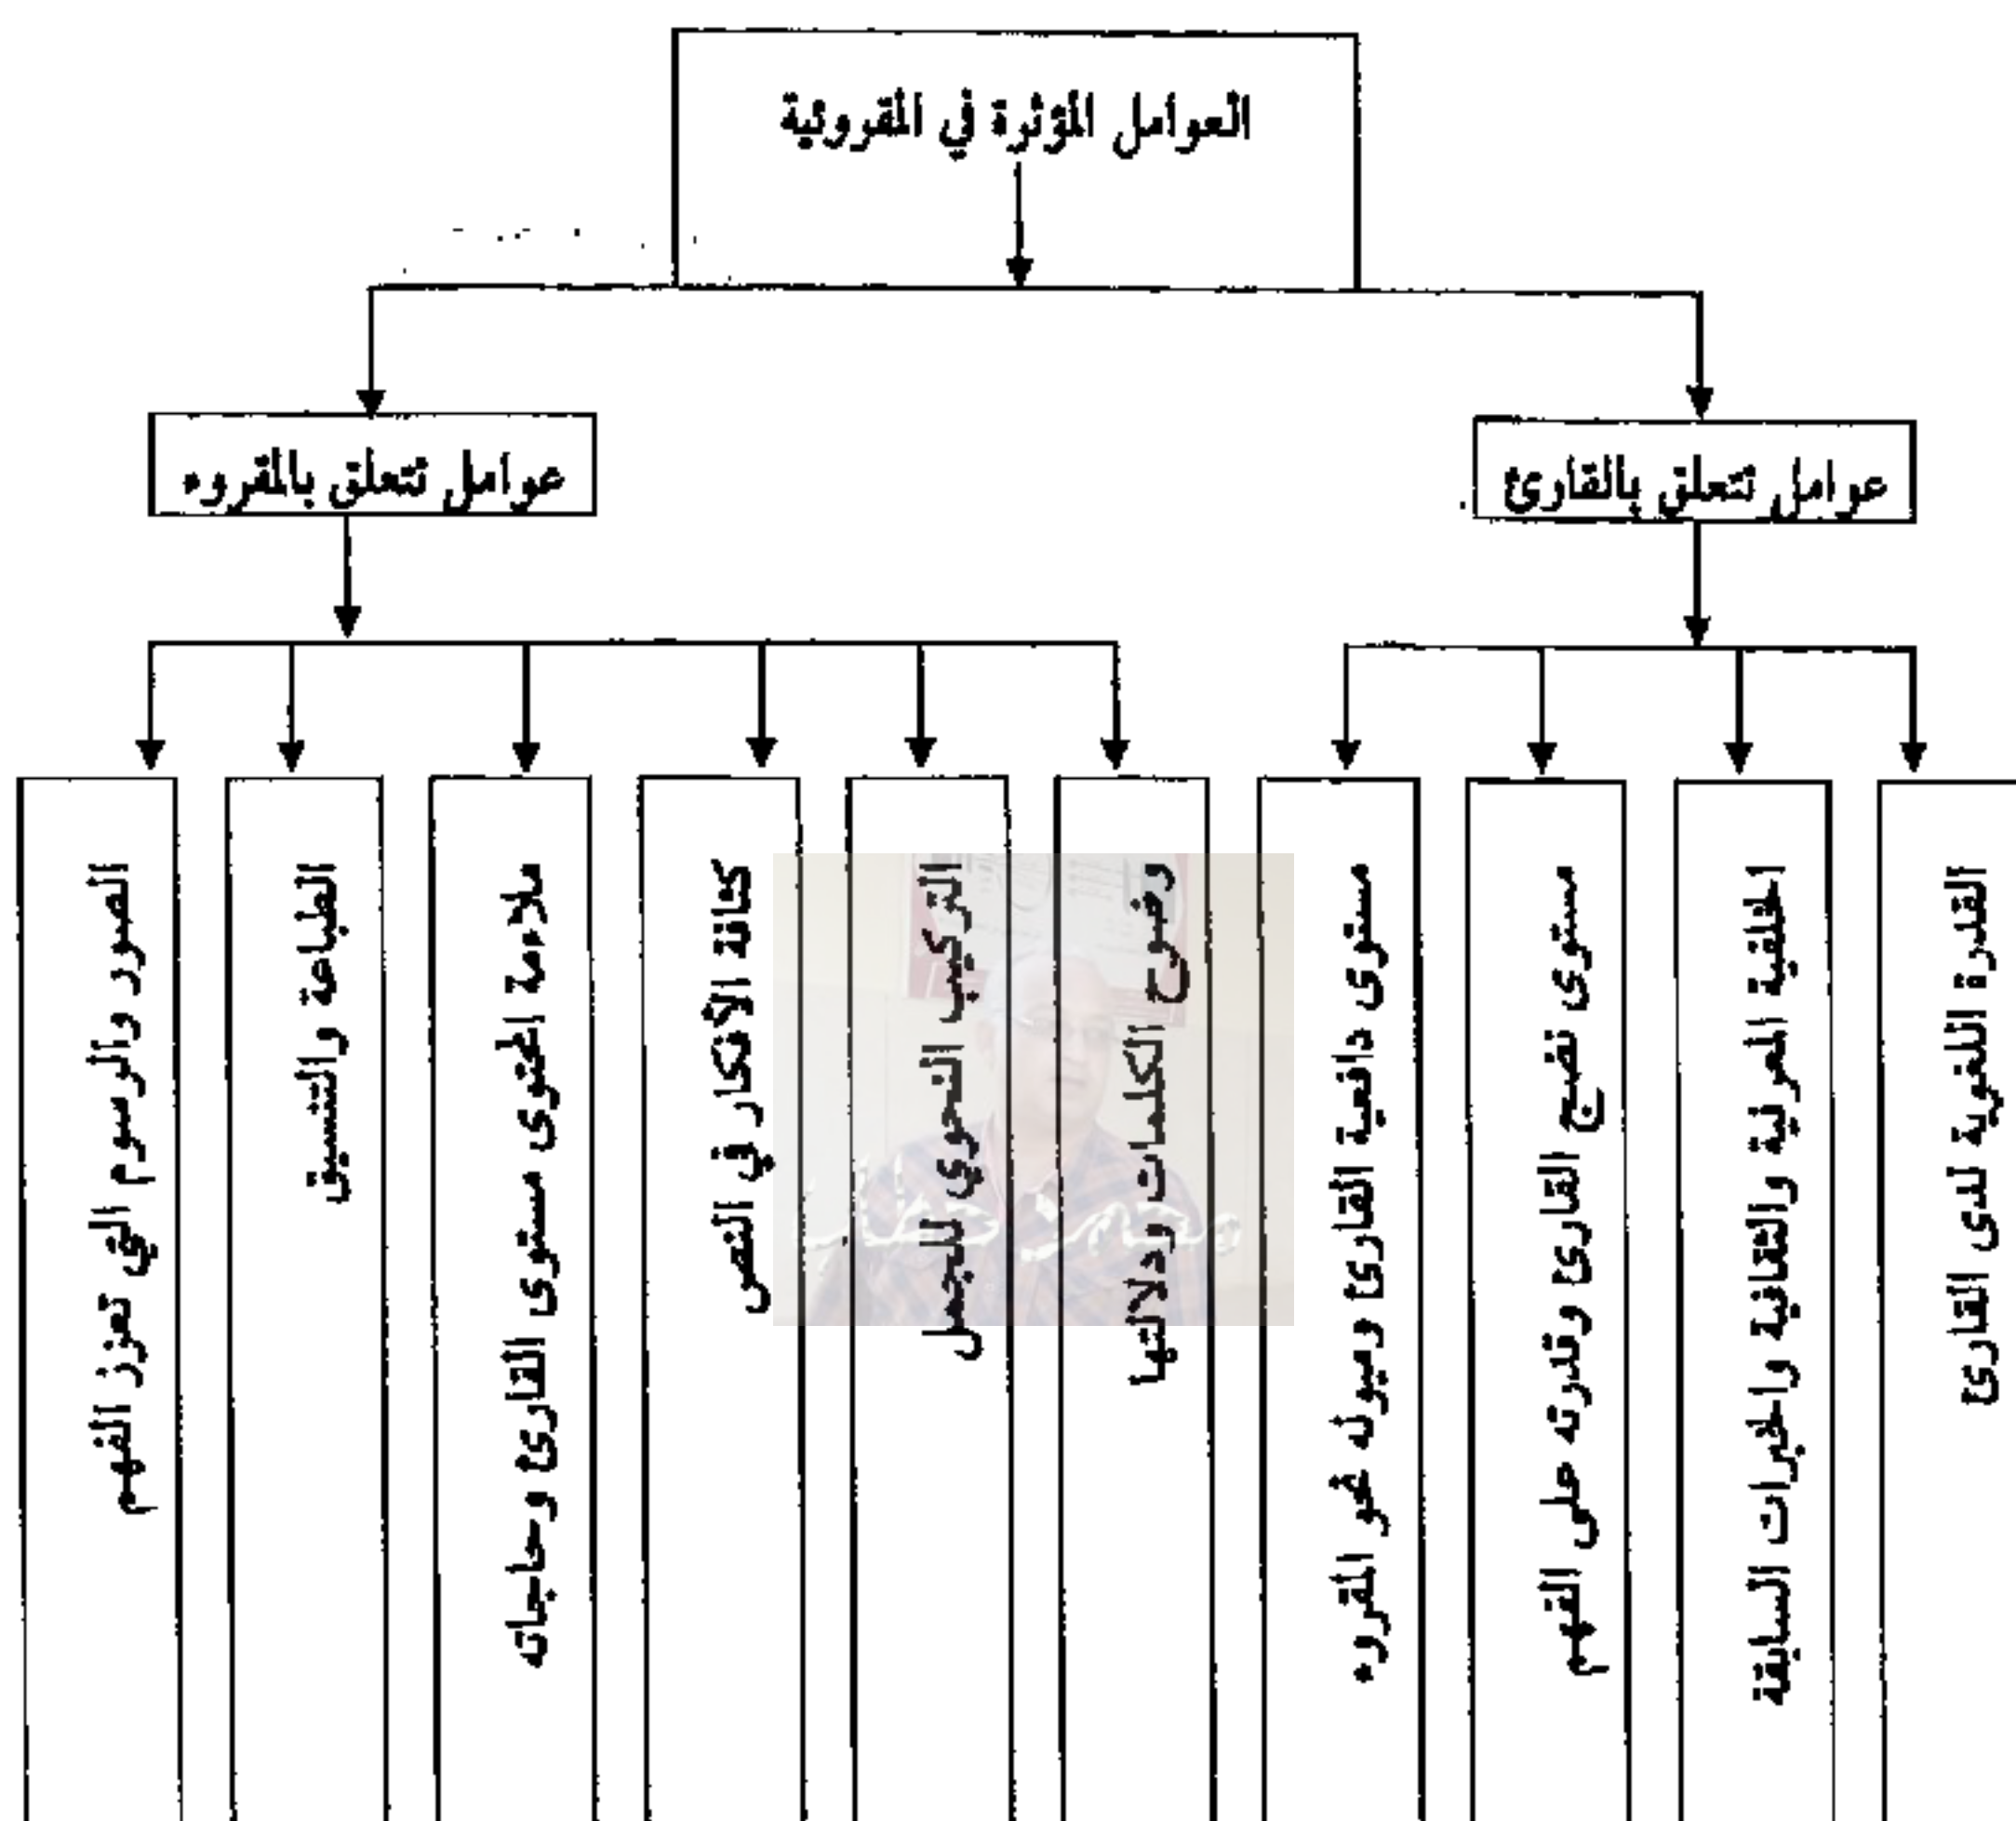 العوامل المؤثرة في المقروئية
عوامل تتعلق بالقارئ
عوامل تتعلق بالمقروء
القدرة اللغوية لدى القارئ
الخلفية المعرفية والثقافية والخبرات السابقة
مستوى نضج القارئ وقدرته على الفهم
مستوى دافعية القارئ وميوله نحو المقروء
وضوح الكلمات ودلالتها
التركيب النحوي للجمل
كثافة الأفكار في النص
ملاءمة المحتوى مستوى القارئ وحاجاته
الطباعة والتنسيق
الصور والرسوم التي تعزز الفهم